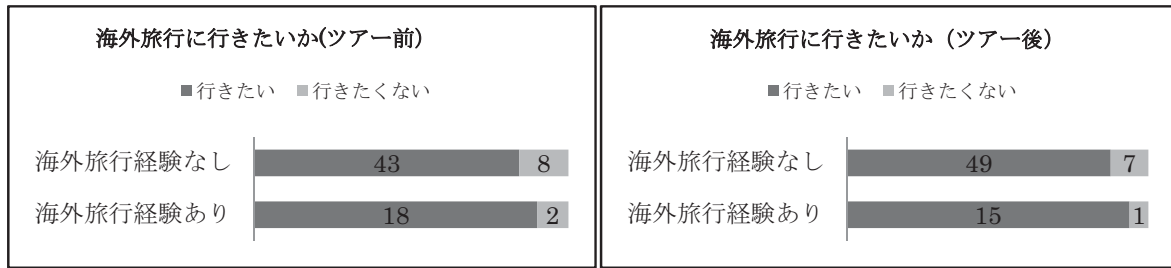 海外旅行に行きたいか(ツアー前)
■行きたい ■行きたくない
海外旅行経験なし 43 8
海外旅行経験あり 18 2
海外旅行に行きたいか（ツアー後）
■行きたい ■行きたくない
海外旅行経験なし 49 7
海外旅行経験あり 15 1